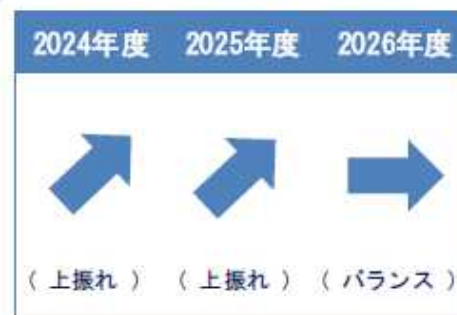 2024年度 2025年度 2026年度
（ 上振れ ） （ 上振れ ） （ バランス ）